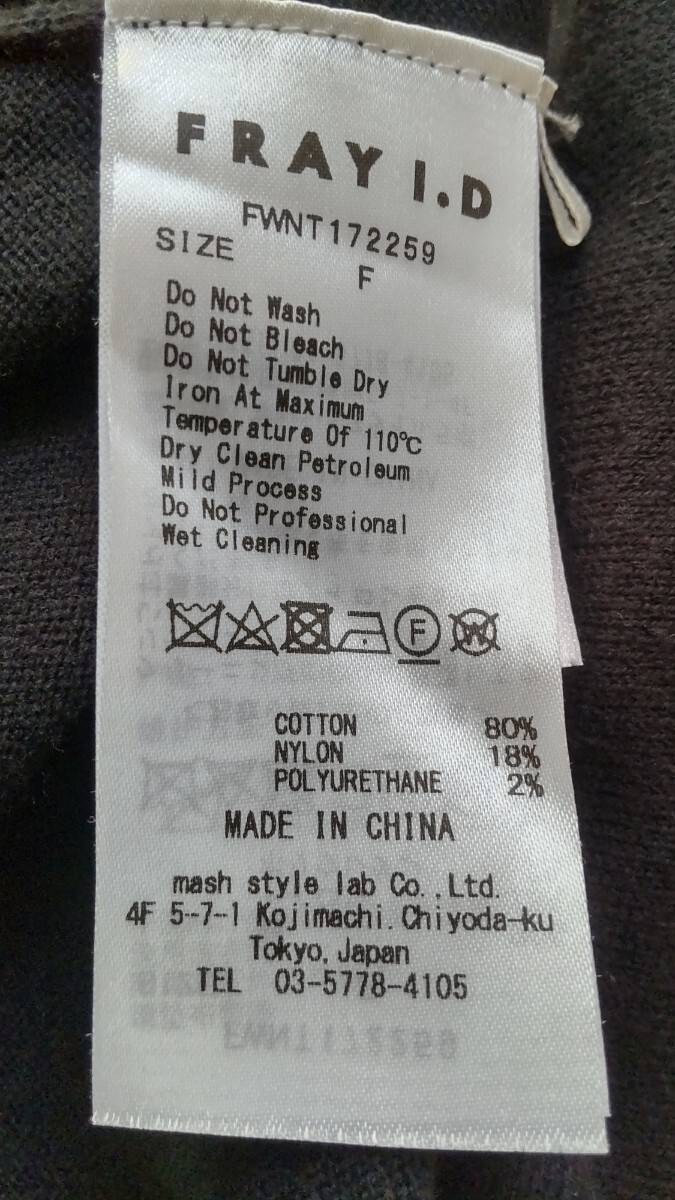 FRAY I.D
FWNT172259
SIZE F
Do Not Wash
Do Not Bleach
Do Not Tumble Dry
Iron At Maximum
Temperature Of 110℃
Dry Clean Petroleum
Mild Process
Do Not Professional
Wet Cleaning
F W
COTTON 80%
NYLON 18%
POLYURETHANE 2%
MADE IN CHINA
mash style lab Co.,Ltd.
4F 5-7-1 Kojimachi.Chiyoda-ku
Tokyo, Japan
TEL 03-5778-4105